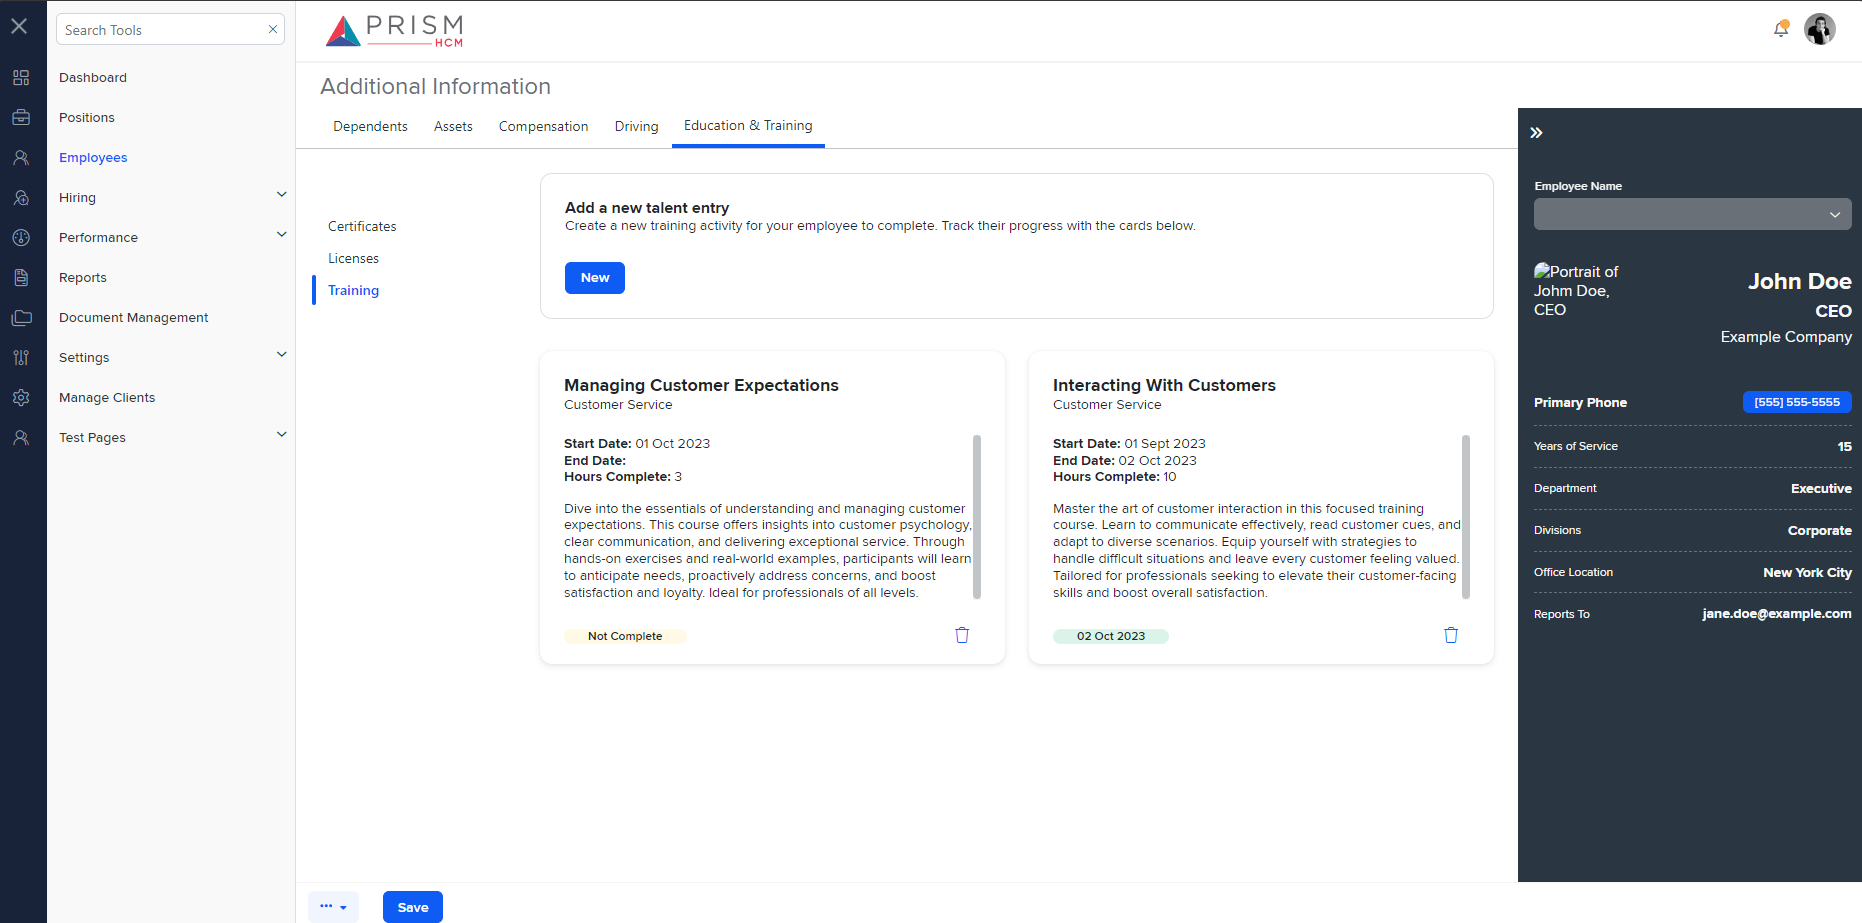 Search Tools
Dashboard
Positions
Employees
Hiring
Performance
Reports
Document Management
Settings
Manage Clients
Test Pages
PRISM
HCM
Additional Information
Dependents
Assets
Compensation
Driving
Education & Training
Certificates
Licenses
Training
Add a new talent entry
Create a new training activity for your employee to complete. Track their progress with the cards below.
New
Managing Customer Expectations
Customer Service
Start Date: 01 Oct 2023
End Date:
Hours Complete: 3
Dive into the essentials of understanding and managing customer
expectations. This course offers insights into customer psychology,
clear communication, and delivering exceptional service. Through
hands-on exercises and real-world examples, participants will learn
to anticipate needs, proactively address concerns, and boost
satisfaction and loyalty. Ideal for professionals of all levels.
Not Complete
Interacting With Customers
Customer Service
Start Date: 01 Sept 2023
End Date: 02 Oct 2023
Hours Complete: 10
Master the art of customer interaction in this focused training
course. Learn to communicate effectively, read customer cues, and
adapt to diverse scenarios. Equip yourself with strategies to
handle difficult situations and leave every customer feeling valued.
Tailored for professionals seeking to elevate their customer-facing
skills and boost overall satisfaction.
02 Oct 2023
Employee Name
Portrait of
Johm Doe,
CEO
John Doe
CEO
Example Company
Primary Phone
[555] 555-5555
Years of Service
15
Department
Executive
Divisions
Corporate
Office Location
New York City
Reports To
jane.doe@example.com
Save